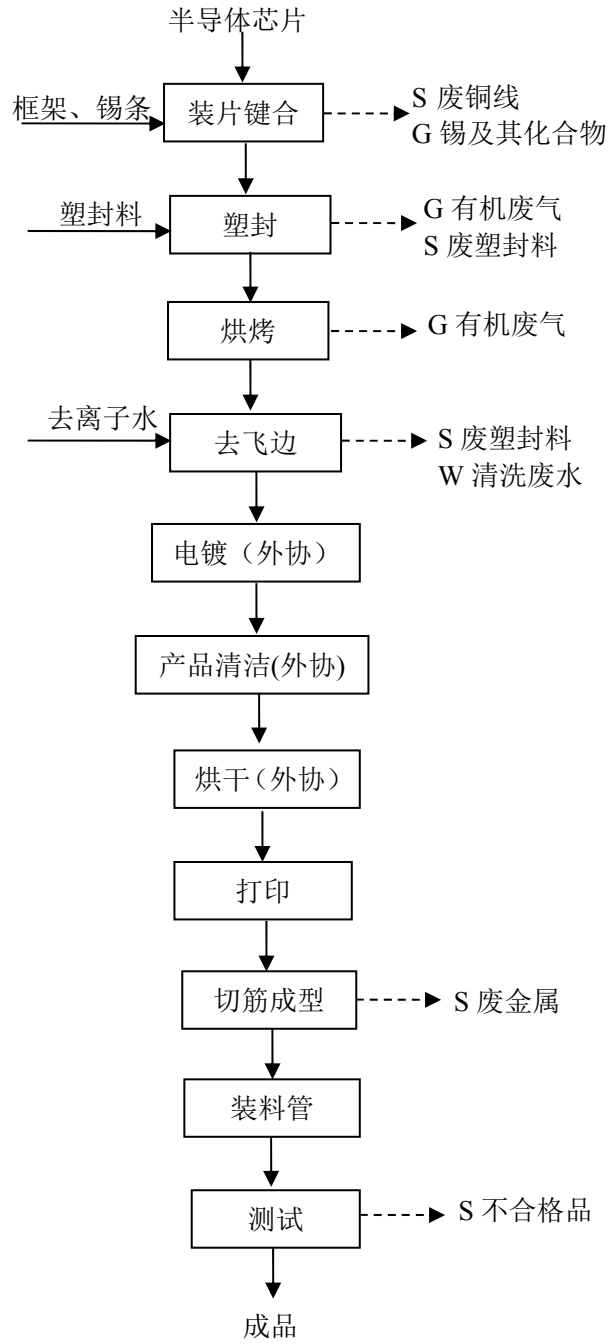 半导体芯片
框架、锡条
装片键合
S 废铜线
G 锡及其化合物
塑封料
塑封
G 有机废气
S 废塑封料
烘烤
G 有机废气
去离子水
去飞边
S 废塑封料
W 清洗废水
电镀（外协）
产品清洁(外协)
烘干（外协）
打印
切筋成型
S 废金属
装料管
测试
S 不合格品
成品